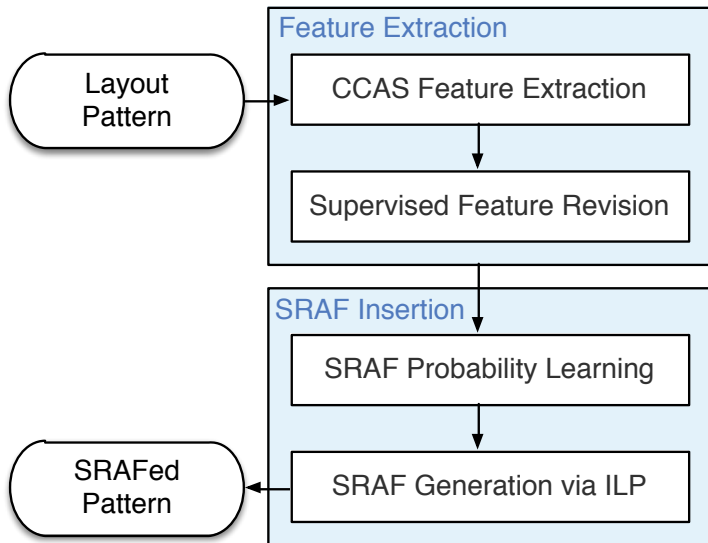 Feature Extraction
Layout
Pattern
CCAS Feature Extraction
Supervised Feature Revision
SRAF Insertion
SRAF Probability Learning
SRAFed
Pattern
SRAF Generation via ILP